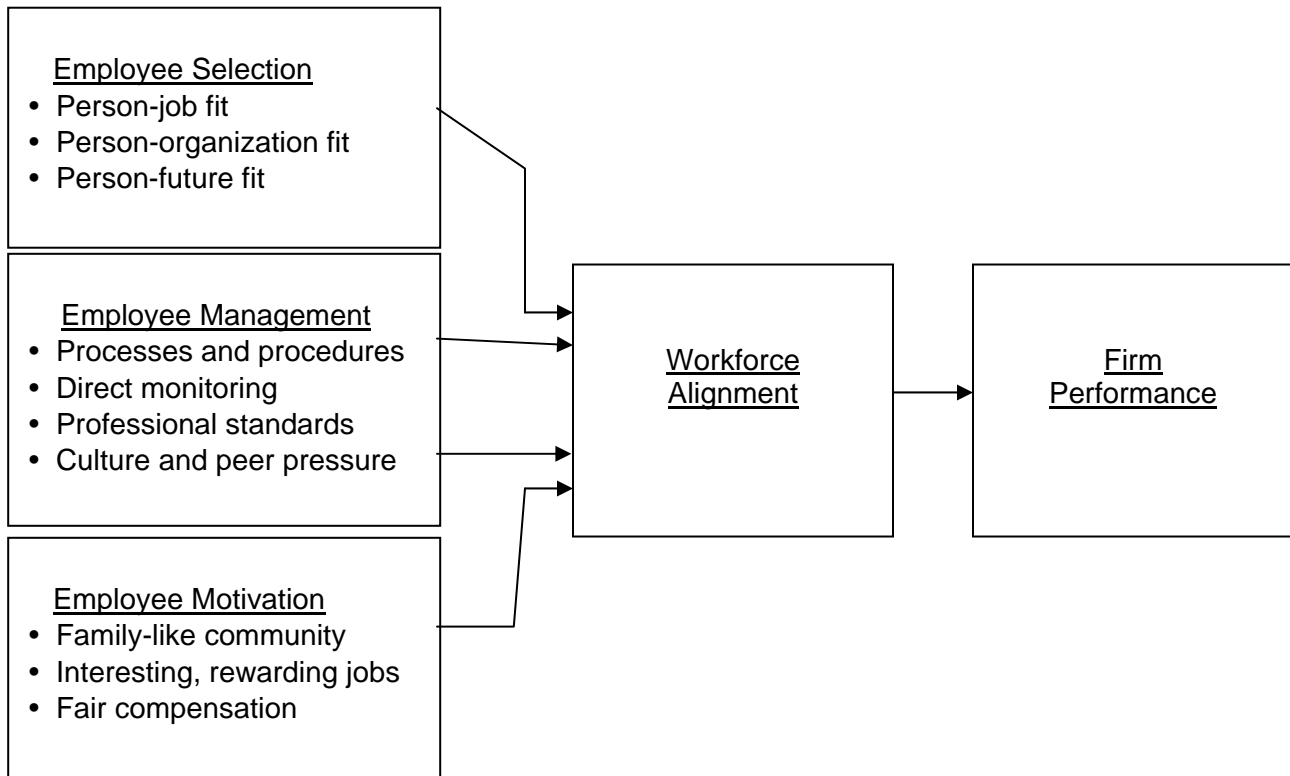 Employee Selection
• Person-job fit
• Person-organization fit
• Person-future fit
Employee Management
• Processes and procedures
• Direct monitoring
• Professional standards
• Culture and peer pressure
Employee Motivation
• Family-like community
• Interesting, rewarding jobs
• Fair compensation
Workforce
Alignment
Firm
Performance